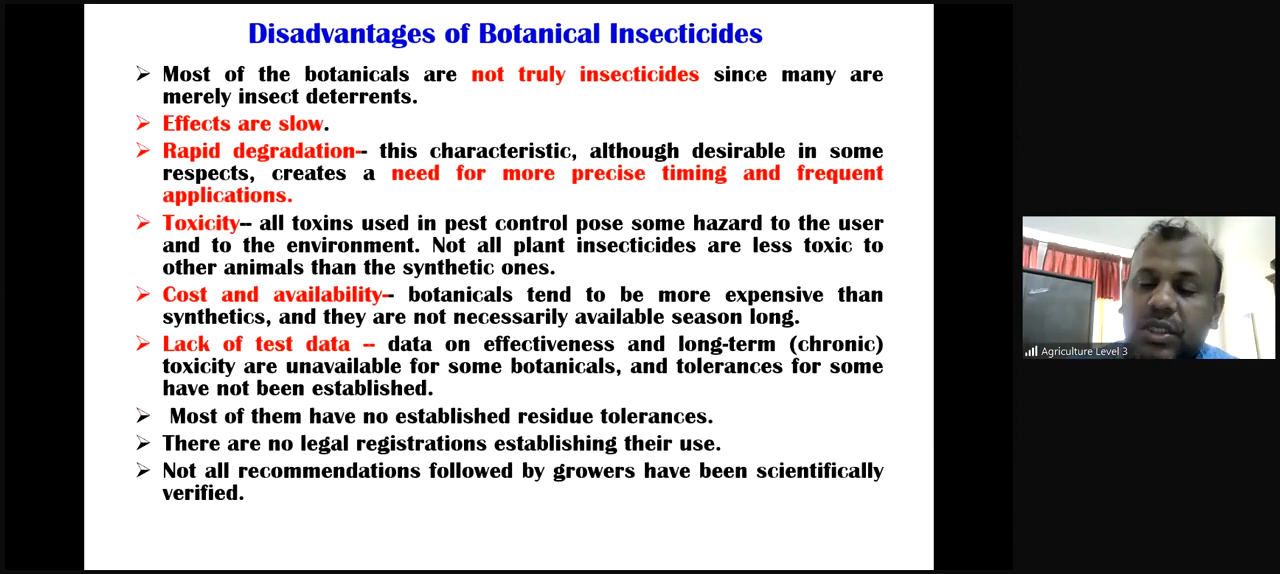 Disadvantages of Botanical Insecticides
➢ Most of the botanicals are not truly insecticides since many are
merely insect deterrents.
➢ Effects are slow.
➢ Rapid degradation-- this characteristic, although desirable in some
respects, creates a need for more precise timing and frequent
applications.
➢ Toxicity-- all toxins used in pest control pose some hazard to the user
and to the environment. Not all plant insecticides are less toxic to
other animals than the synthetic ones.
➢ Cost and availability-- botanicals tend to be more expensive than
synthetics, and they are not necessarily available season long.
➢ Lack of test data -- data on effectiveness and long-term (chronic)
toxicity are unavailable for some botanicals, and tolerances for some
have not been established.
➢ Most of them have no established residue tolerances.
➢ There are no legal registrations establishing their use.
➢ Not all recommendations followed by growers have been scientifically
verified.
Agriculture Level 3